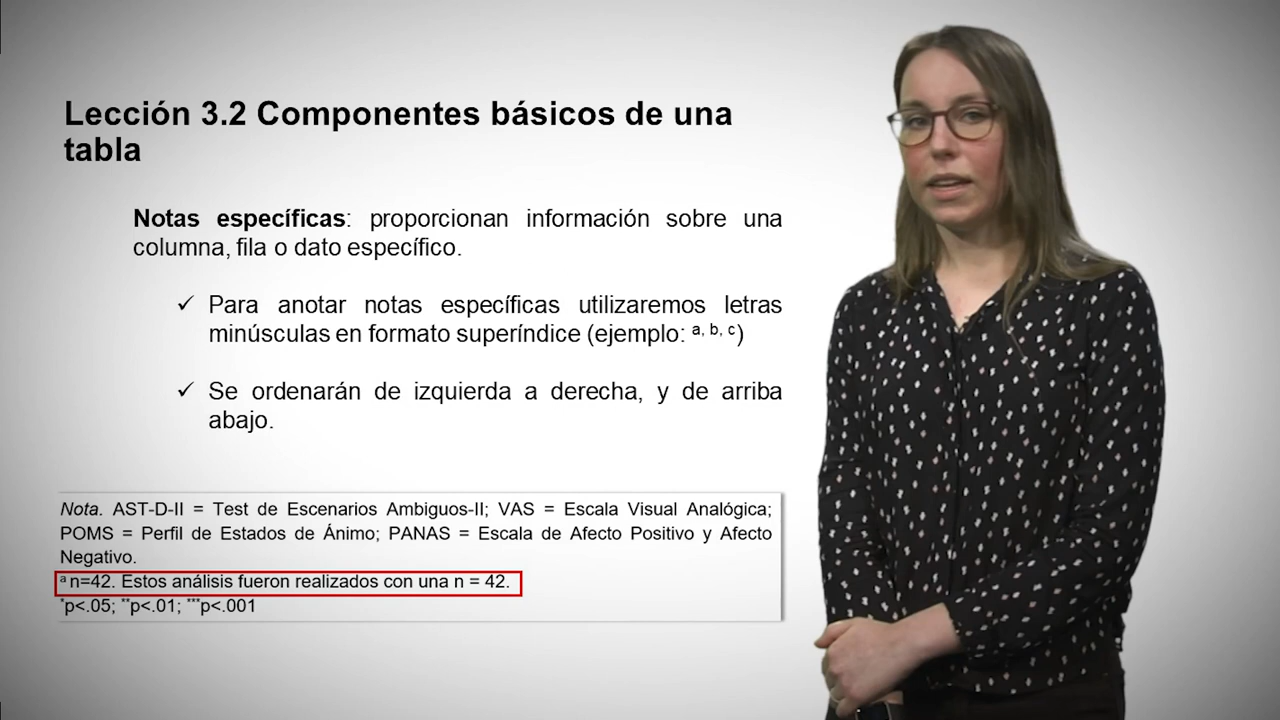 Lección 3.2 Componentes básicos de una
tabla
Notas específicas: proporcionan información sobre una
columna, fila o dato específico.
✓ Para anotar notas específicas utilizaremos letras
minúsculas en formato superíndice (ejemplo: a, b, c)
✓ Se ordenarán de izquierda a derecha, y de arriba
abajo.
Nota. AST-D-II = Test de Escenarios Ambiguos-II; VAS = Escala Visual Analógica;
POMS = Perfil de Estados de Ánimo; PANAS = Escala de Afecto Positivo y Afecto
Negativo.
a n=42. Estos análisis fueron realizados con una n = 42.
*p<.05; **p<.01; ***p<.001